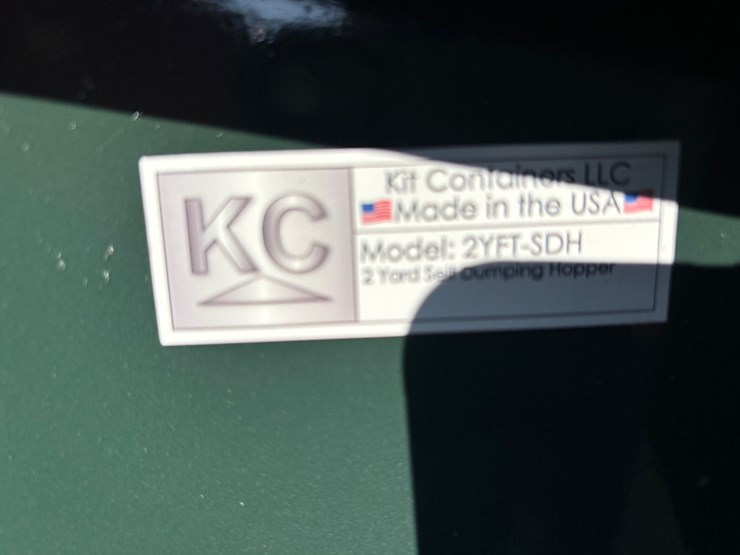 KC
Kit Containers LLC
Made in the USA
Model: 2YFT-SDH
2 Yard Self Dumping Hopper